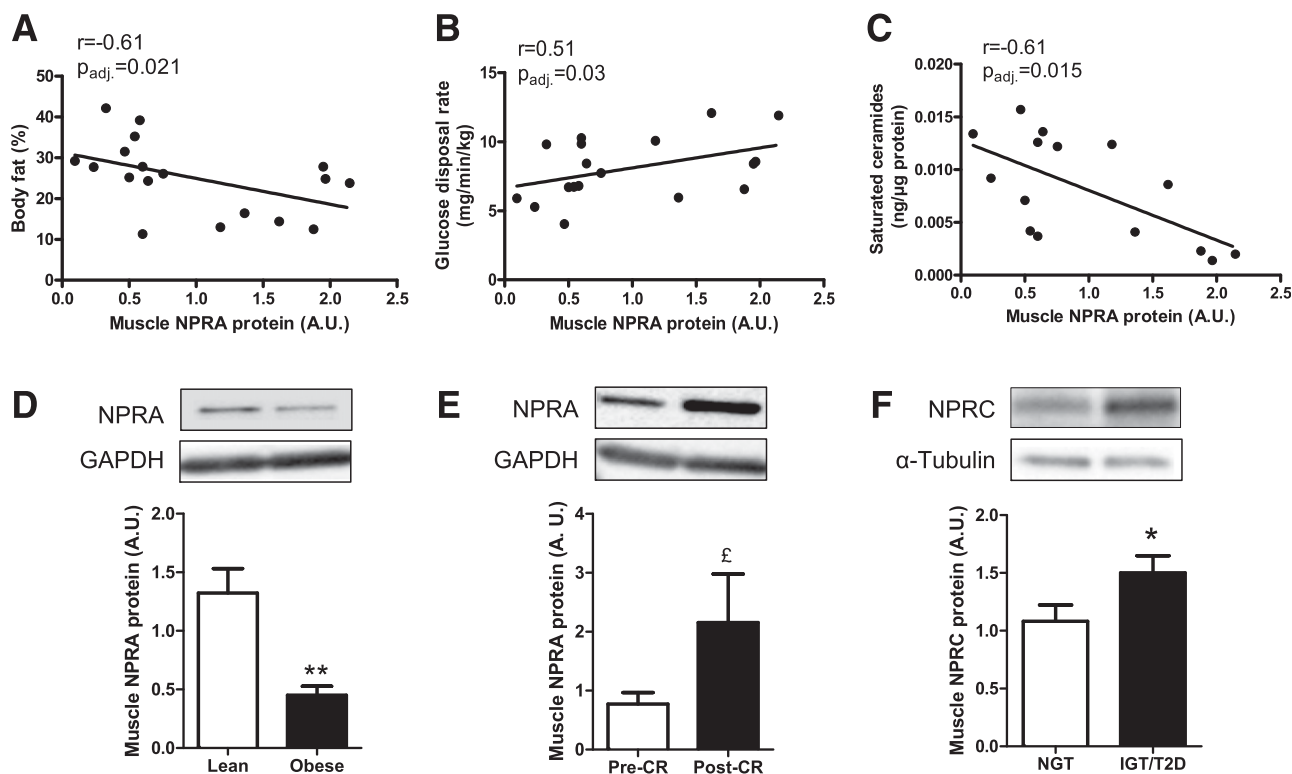 A
r=-0.61
padj.=0.021
Body fat (%)
50
40
30
20
10
0
0.0 0.5 1.0 1.5 2.0 2.5
Muscle NPRA protein (A.U.)
B
r=0.51
padj.=0.03
Glucose disposal rate
(mg/min/kg)
15
10
5
0
0.0 0.5 1.0 1.5 2.0 2.5
Muscle NPRA protein (A.U.)
C
r=-0.61
padj.=0.015
Saturated ceramides
(ng/µg protein)
0.020
0.015
0.010
0.005
0.000
0.0 0.5 1.0 1.5 2.0 2.5
Muscle NPRA protein (A.U.)
D
NPRA
GAPDH
Muscle NPRA protein (A.U.)
2.0
1.5
1.0
0.5
0.0
**
Lean Obese
E
NPRA
GAPDH
Muscle NPRA protein (A. U.)
4
3
2
1
0
£
Pre-CR Post-CR
F
NPRC
α-Tubulin
Muscle NPRC protein (A.U.)
2.0
1.5
1.0
0.5
0.0
*
NGT IGT/T2D